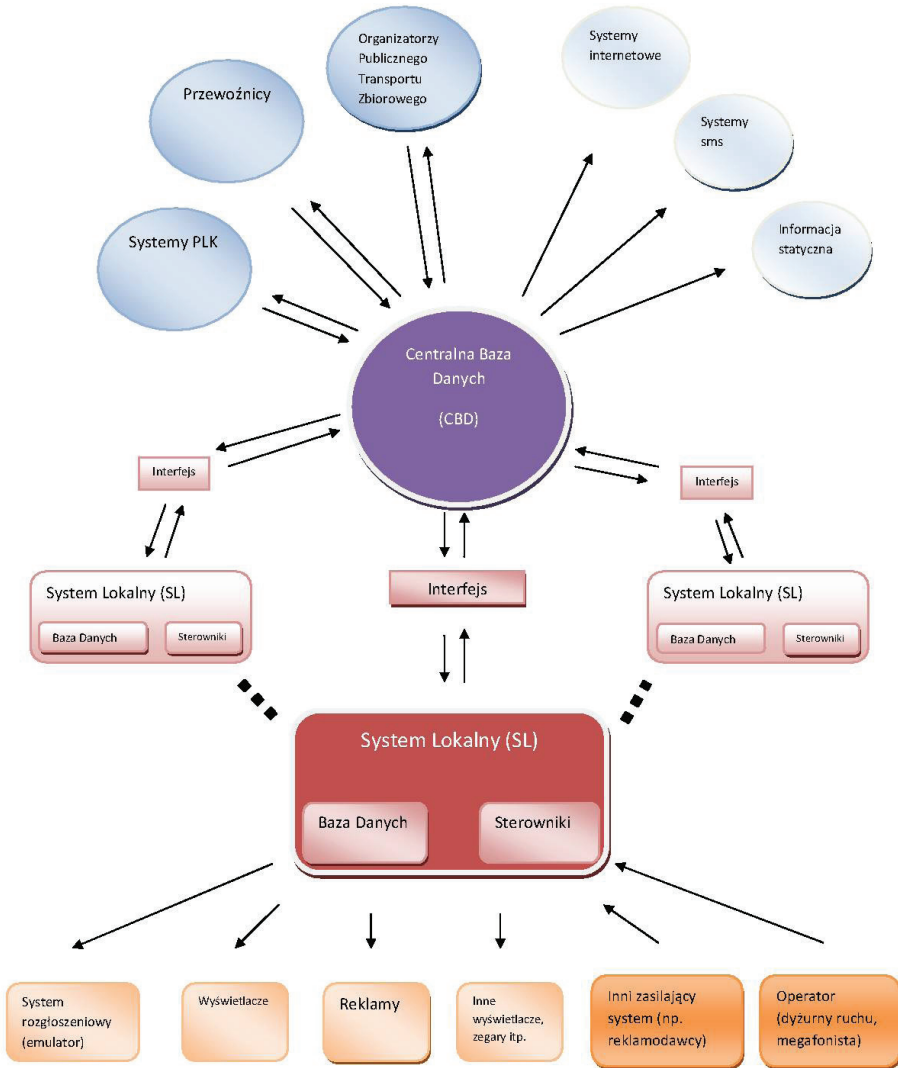 Organizatorzy
Publicznego
Transportu
Zbiorowego
Systemy
internetowe
Przewoźnicy
Systemy
sms
Systemy PLK
Informacja
statyczna
Centralna Baza
Danych
(CBD)
Interfejs
Interfejs
Interfejs
System Lokalny (SL)
Baza Danych
Sterowniki
System Lokalny (SL)
Baza Danych
Sterowniki
System Lokalny (SL)
Baza Danych
Sterowniki
System
rozgłoszeniowy
(emulator)
Wyświetlacze
Reklamy
Inne
wyświetlacze,
zegary itp.
Inni zasilający
system (np.
reklamodawcy)
Operator
(dyżurny ruchu,
megafonista)